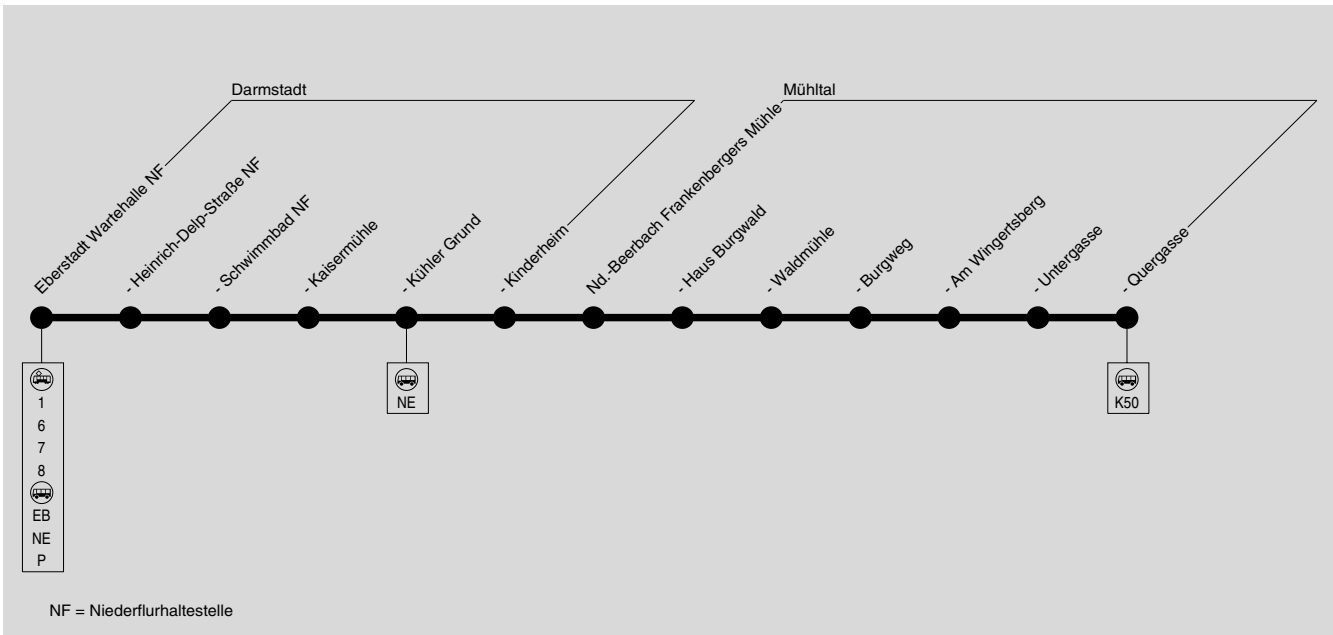 Darmstadt
Mühltal
Eberstadt Wartehalle NF
- Heinrich-Delp-Straße NF
- Schwimmbad NF
- Kaisermühle
- Kühler Grund
- Kinderheim
Nd.-Beerbach Frankenbergers Mühle
- Haus Burgwald
- Waldmühle
- Burgweg
- Am Wingertsberg
- Untergasse
- Quergasse
1
6
7
8
EB
NE
P
NE
K50
NF = Niederflurhaltestelle